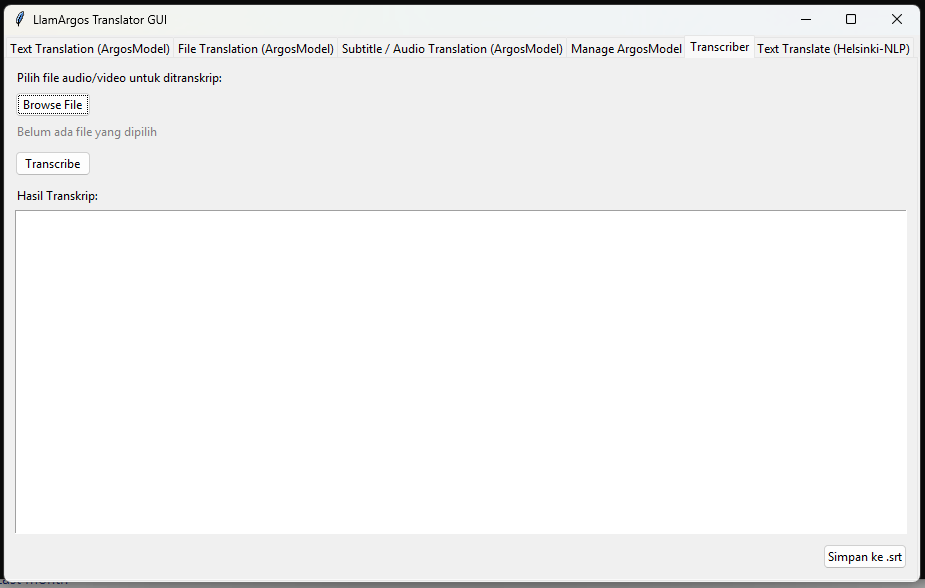 LlamArgos Translator GUI
Text Translation (ArgosModel) File Translation (ArgosModel) Subtitle / Audio Translation (ArgosModel) Manage ArgosModel Transcriber Text Translate (Helsinki-NLP)
Pilih file audio/video untuk ditranskrip:
Browse File
Belum ada file yang dipilih
Transcribe
Hasil Transkrip:
Simpan ke .srt